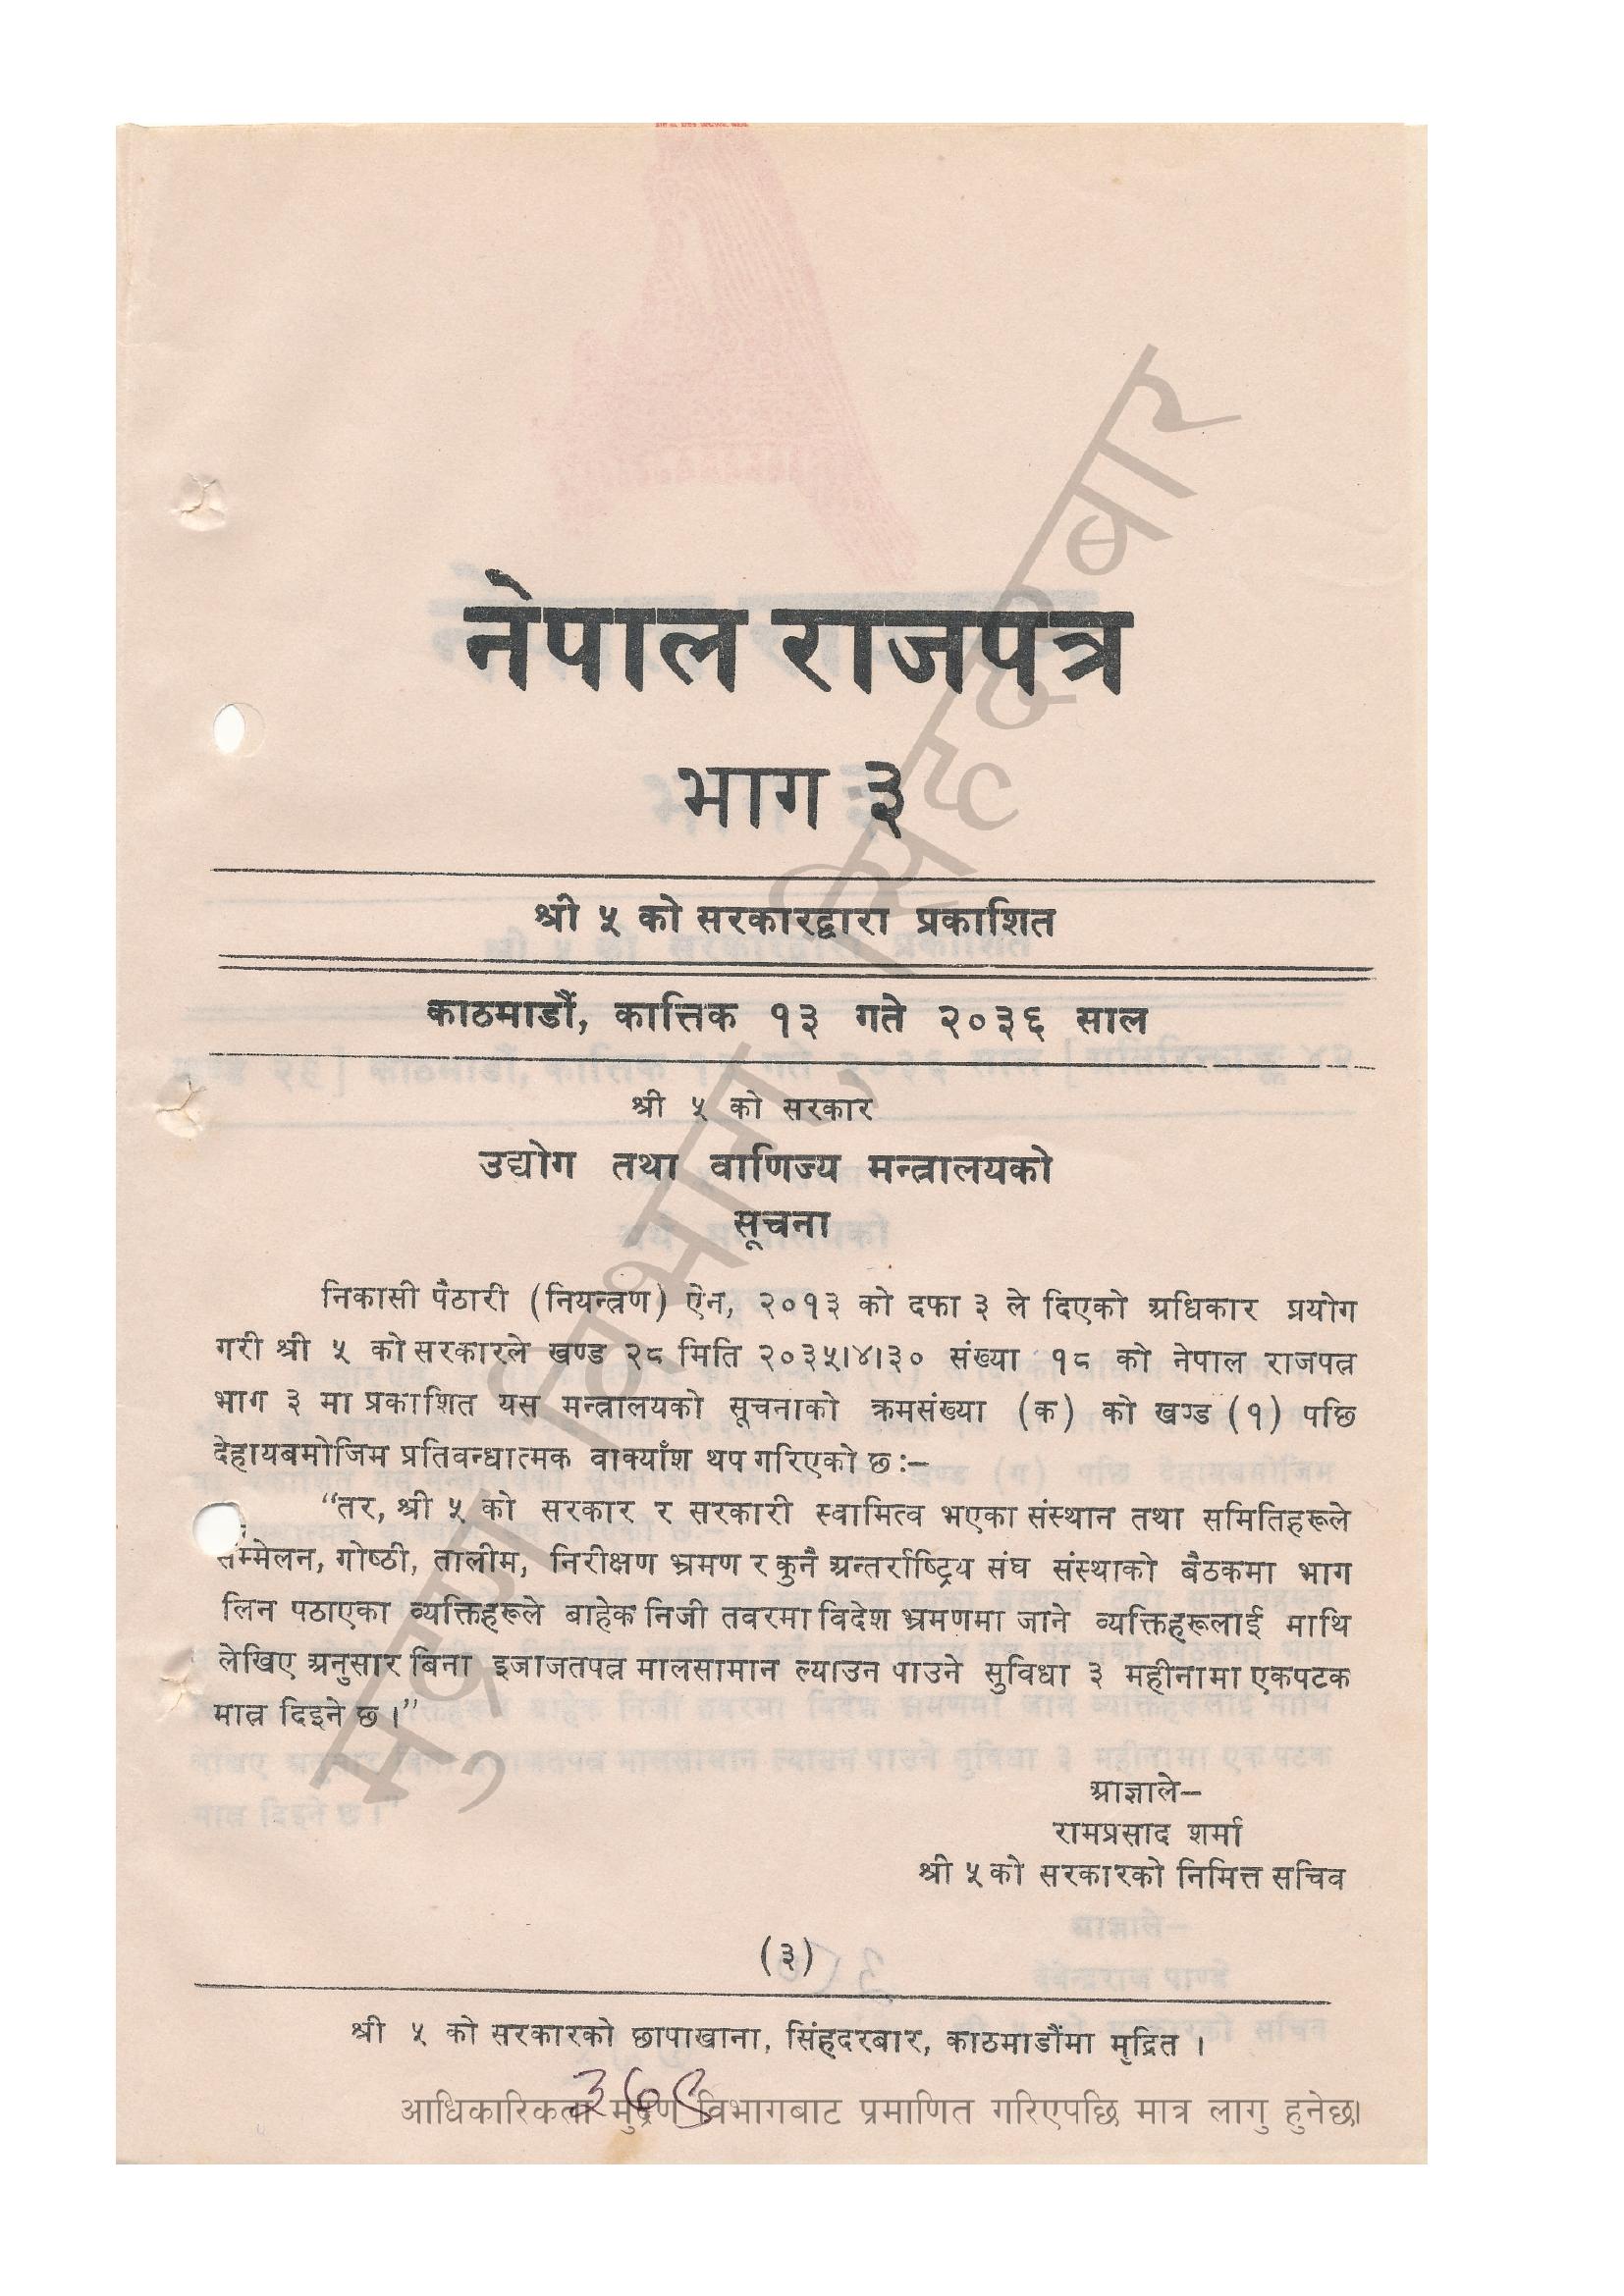 नेपाल राजपत्र
भाग ३
श्री ५ को सरकारद्वारा प्रकाशित
काठमाडौं, कात्तिक १३ गते २०३६ साल
श्री ५ को सरकार
उद्योग तथा वाणिज्य मन्त्रालयको
सूचना
निकासी पैठारी (नियन्त्रण) ऐन, २०१३ को दफा ३ ले दिएको अधिकार प्रयोग
गरी श्री ५ को सरकारले खण्ड २८ मिति २०३५।४।३० संख्या १८ को नेपाल राजपत्र
भाग ३ मा प्रकाशित यस मन्त्रालयको सूचनाको क्रमसंख्या (क) को खण्ड (१) पछि
देहायबमोजिम प्रतिवन्धात्मक वाक्याँश थप गरिएको छ:–
“तर, श्री ५ को सरकार र सरकारी स्वामित्व भएका संस्थान तथा समितिहरूले
सम्मेलन, गोष्ठी, तालीम, निरीक्षण भ्रमण र कुनै अन्तर्राष्ट्रिय संघ संस्थाको बैठकमा भाग
लिन पठाएका व्यक्तिहरूले बाहेक निजी तवरमा विदेश भ्रमणमा जाने व्यक्तिहरूलाई माथि
लेखिए अनुसार बिना इजाजतपत्र मालसामान ल्याउन पाउने सुविधा ३ महीनामा एकपटक
मात्र दिइने छ।”
आज्ञाले–
रामप्रसाद शर्मा
श्री ५ को सरकारको निमित्त सचिव
(३)
श्री ५ को सरकारको छापाखाना, सिंहदरबार, काठमाडौंमा मुद्रित ।
आधिकारिकता मुद्रण विभागबाट प्रमाणित गरिएपछि मात्र लागु हुनेछ।
मुद्रण विभाग, सिंहदरबार